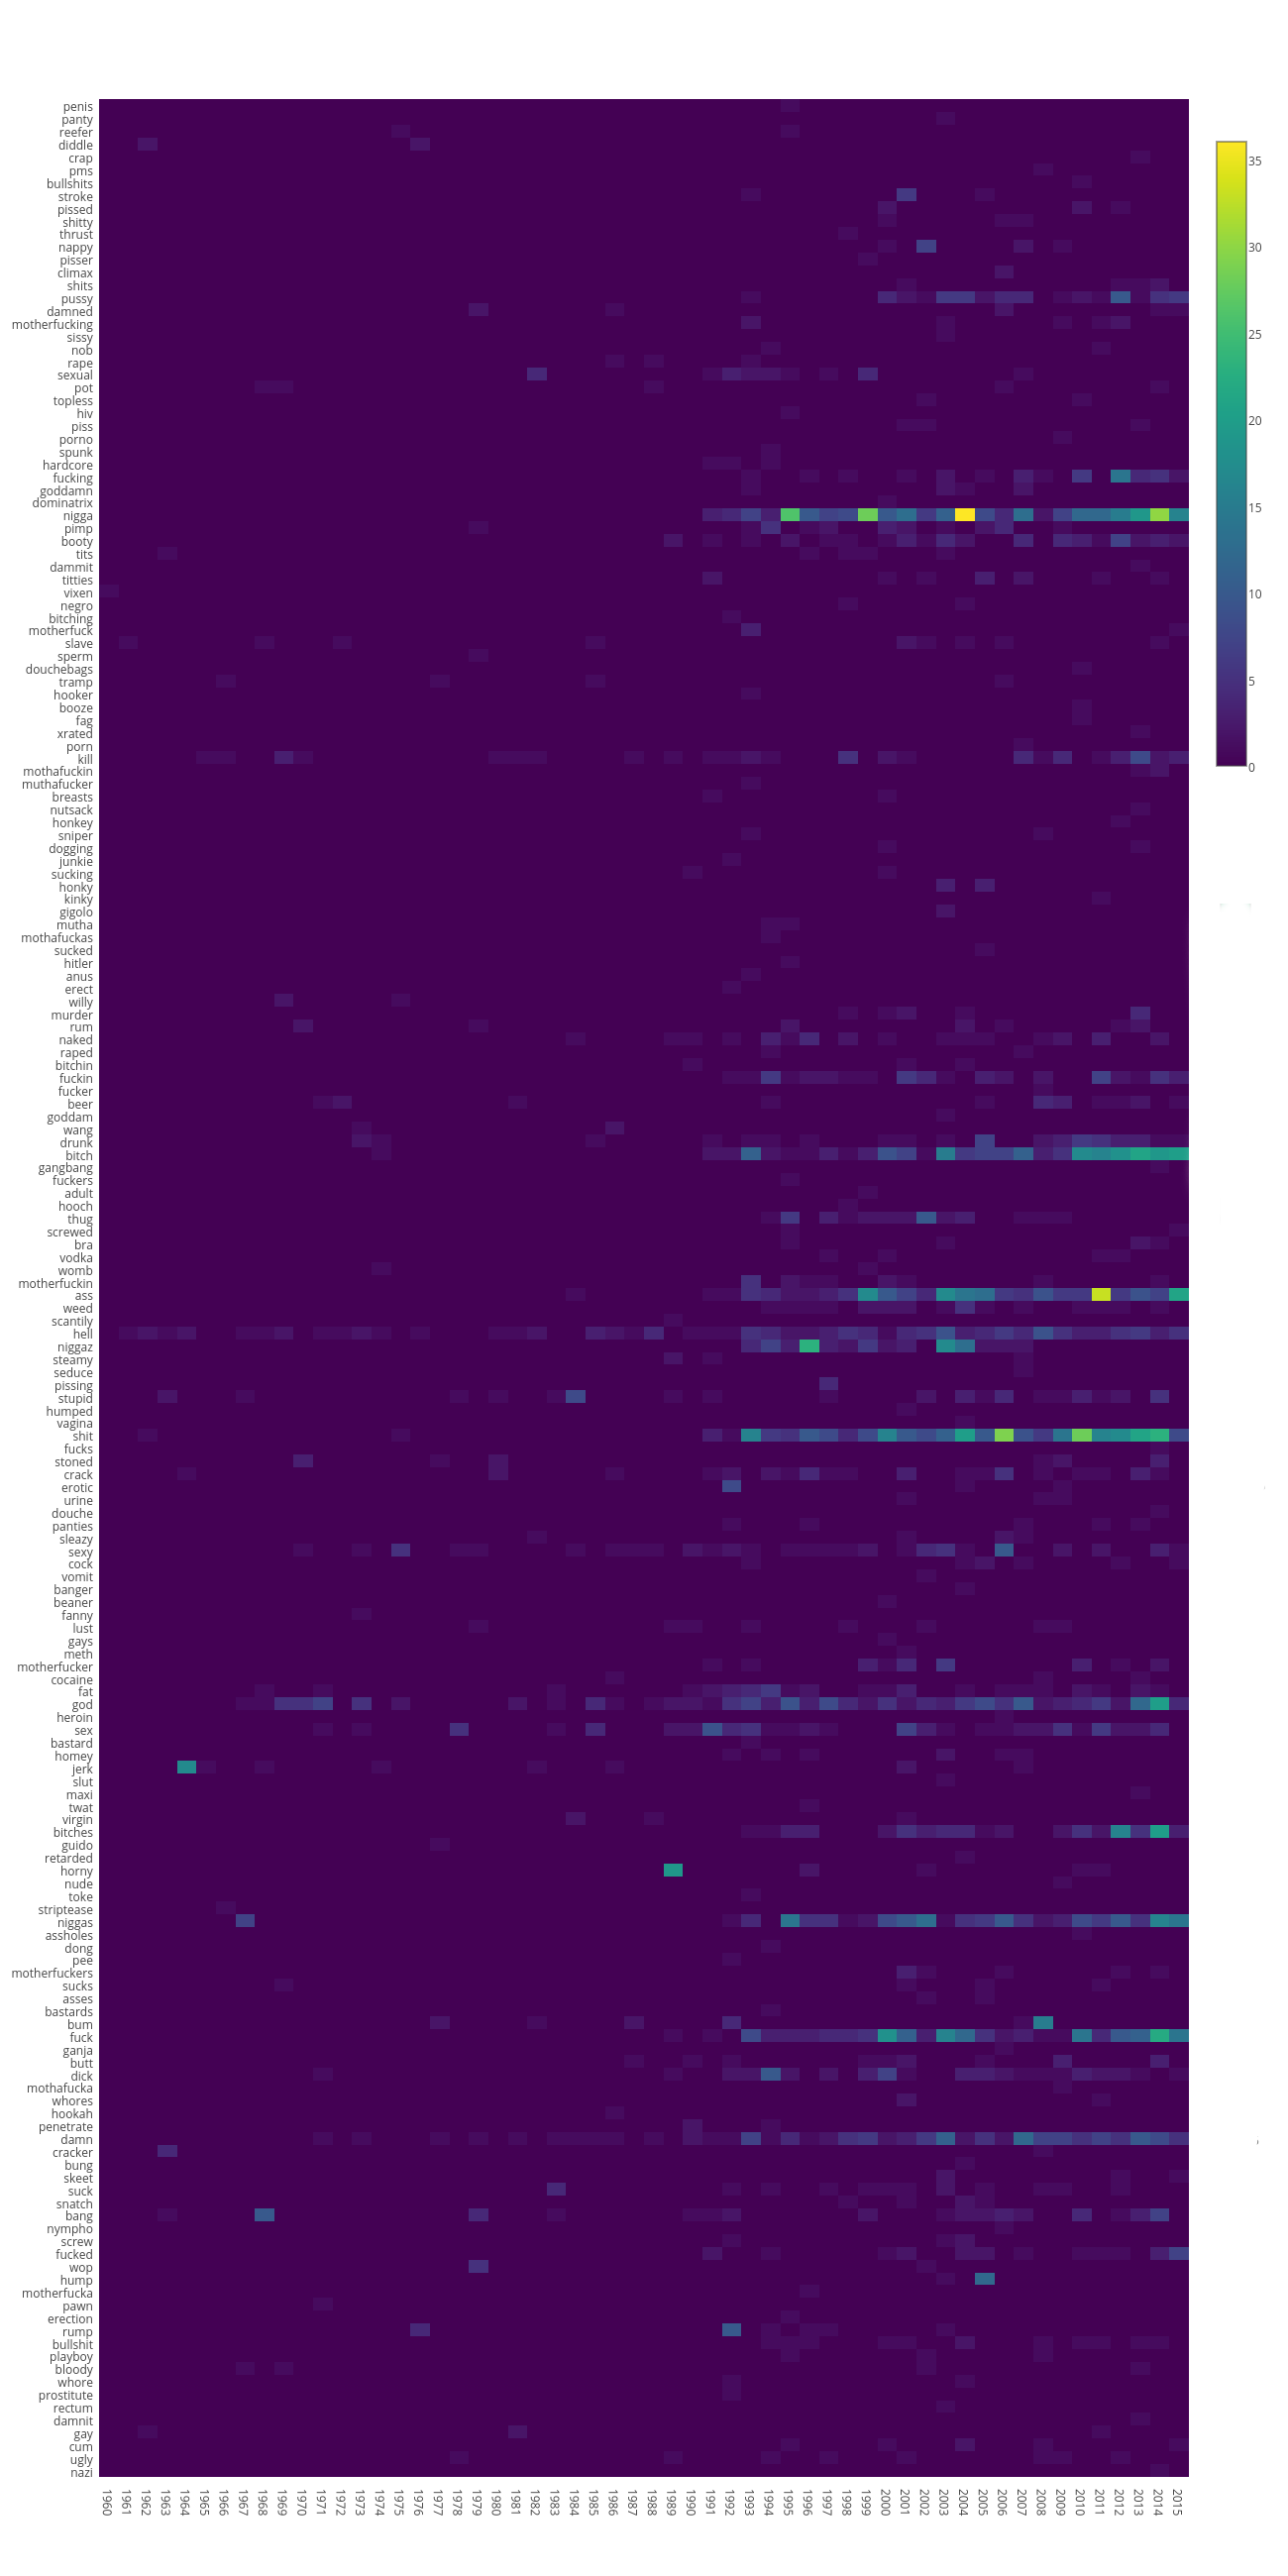 penis
panty
reefer
diddle
crap
pms
bullshits
stroke
pissed
shitty
thrust
nappy
pisser
climax
shits
pussy
damned
motherfucking
sissy
nob
rape
sexual
pot
topless
hiv
piss
porno
spunk
hardcore
fucking
goddamn
dominatrix
nigga
pimp
booty
tits
dammit
titties
vixen
negro
bitching
motherfuck
slave
sperm
douchebags
tramp
hooker
booze
fag
xrated
porn
kill
mothafuckin
muthafucker
breasts
nutsack
honkey
sniper
dogging
junkie
sucking
honky
kinky
gigolo
mutha
mothafuckas
sucked
hitler
anus
erect
willy
murder
rum
naked
raped
bitchin
fuckin
fucker
beer
goddam
wang
drunk
bitch
gangbang
fuckers
adult
hooch
thug
screwed
bra
vodka
womb
motherfuckin
ass
weed
scantily
hell
niggaz
steamy
seduce
pissing
stupid
humped
vagina
shit
fucks
stoned
crack
erotic
urine
douche
panties
sleazy
sexy
cock
vomit
banger
beaner
fanny
lust
gays
meth
motherfucker
cocaine
fat
god
heroin
sex
bastard
homey
jerk
slut
maxi
twat
virgin
bitches
guido
retarded
horny
nude
toke
striptease
niggas
assholes
dong
pee
motherfuckers
sucks
asses
bastards
bum
fuck
ganja
butt
dick
mothafucka
whores
hookah
penetrate
damn
cracker
bung
skeet
suck
snatch
bang
nympho
screw
fucked
wop
hump
motherfucka
pawn
erection
rump
bullshit
playboy
bloody
whore
prostitute
rectum
damnit
gay
cum
ugly
nazi
1960
1961
1962
1963
1964
1965
1966
1967
1968
1969
1970
1971
1972
1973
1974
1975
1976
1977
1978
1979
1980
1981
1982
1983
1984
1985
1986
1987
1988
1989
1990
1991
1992
1993
1994
1995
1996
1997
1998
1999
2000
2001
2002
2003
2004
2005
2006
2007
2008
2009
2010
2011
2012
2013
2014
2015
35
30
25
20
15
10
5
0